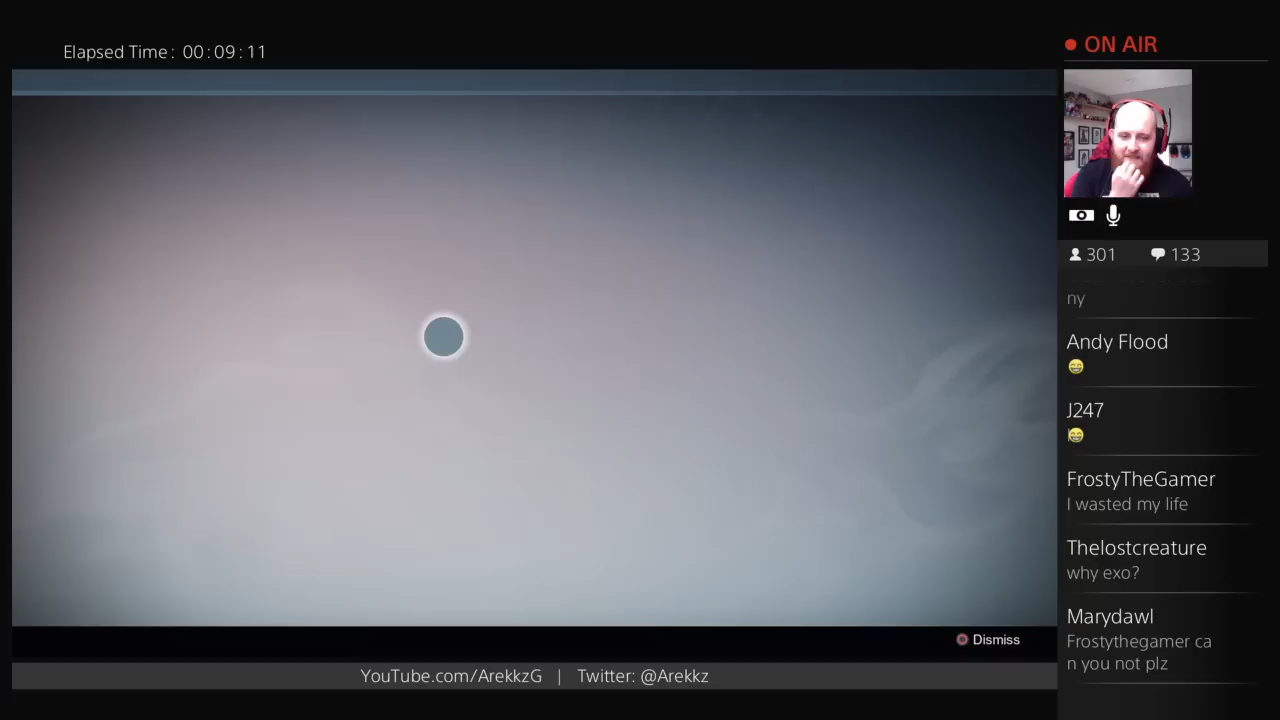 Elapsed Time: 00:09:11
ON AIR
301 133
ny
Andy Flood
J247
FrostyTheGamer
I wasted my life
Thelostcreature
why exo?
Marydawl
Frostythegamer ca
n you not plz
Dismiss
YouTube.com/ArekkzG | Twitter: @Arekkz